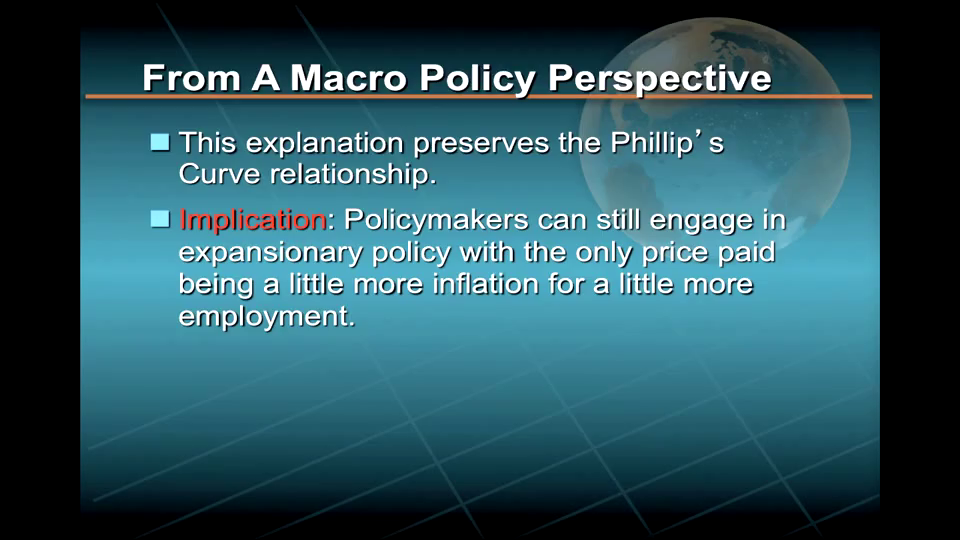 From A Macro Policy Perspective
This explanation preserves the Phillip’s
Curve relationship.
Implication: Policymakers can still engage in
expansionary policy with the only price paid
being a little more inflation for a little more
employment.